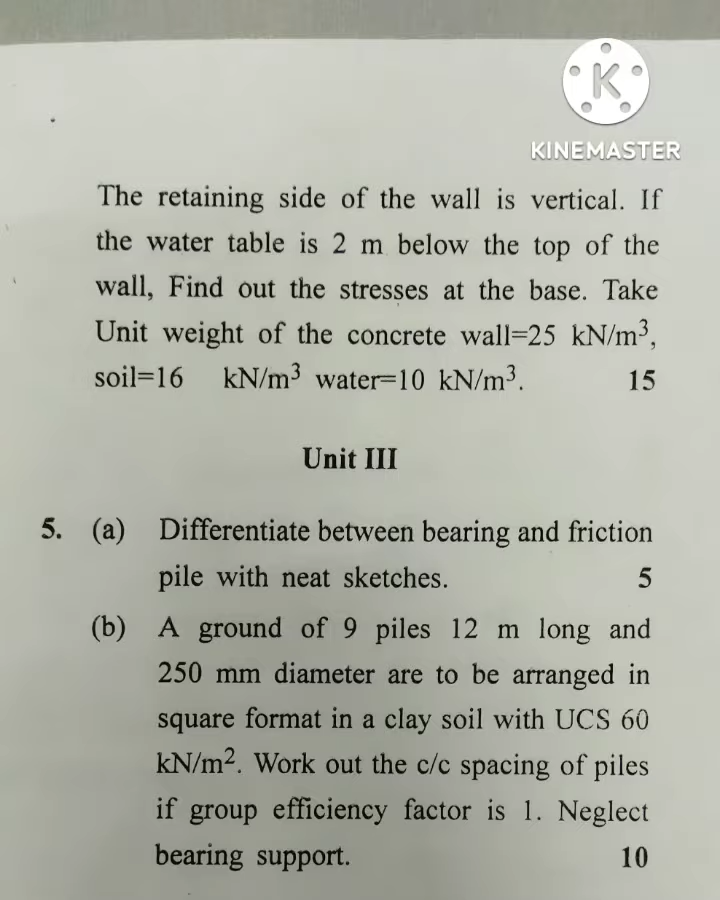 K
KINEMASTER
The retaining side of the wall is vertical. If
the water table is 2 m below the top of the
wall, Find out the stresses at the base. Take
Unit weight of the concrete wall=25 kN/m³,
soil=16 kN/m³ water=10 kN/m³. 15
Unit III
5. (a) Differentiate between bearing and friction
pile with neat sketches. 5
(b) A ground of 9 piles 12 m long and
250 mm diameter are to be arranged in
square format in a clay soil with UCS 60
kN/m². Work out the c/c spacing of piles
if group efficiency factor is 1. Neglect
bearing support. 10